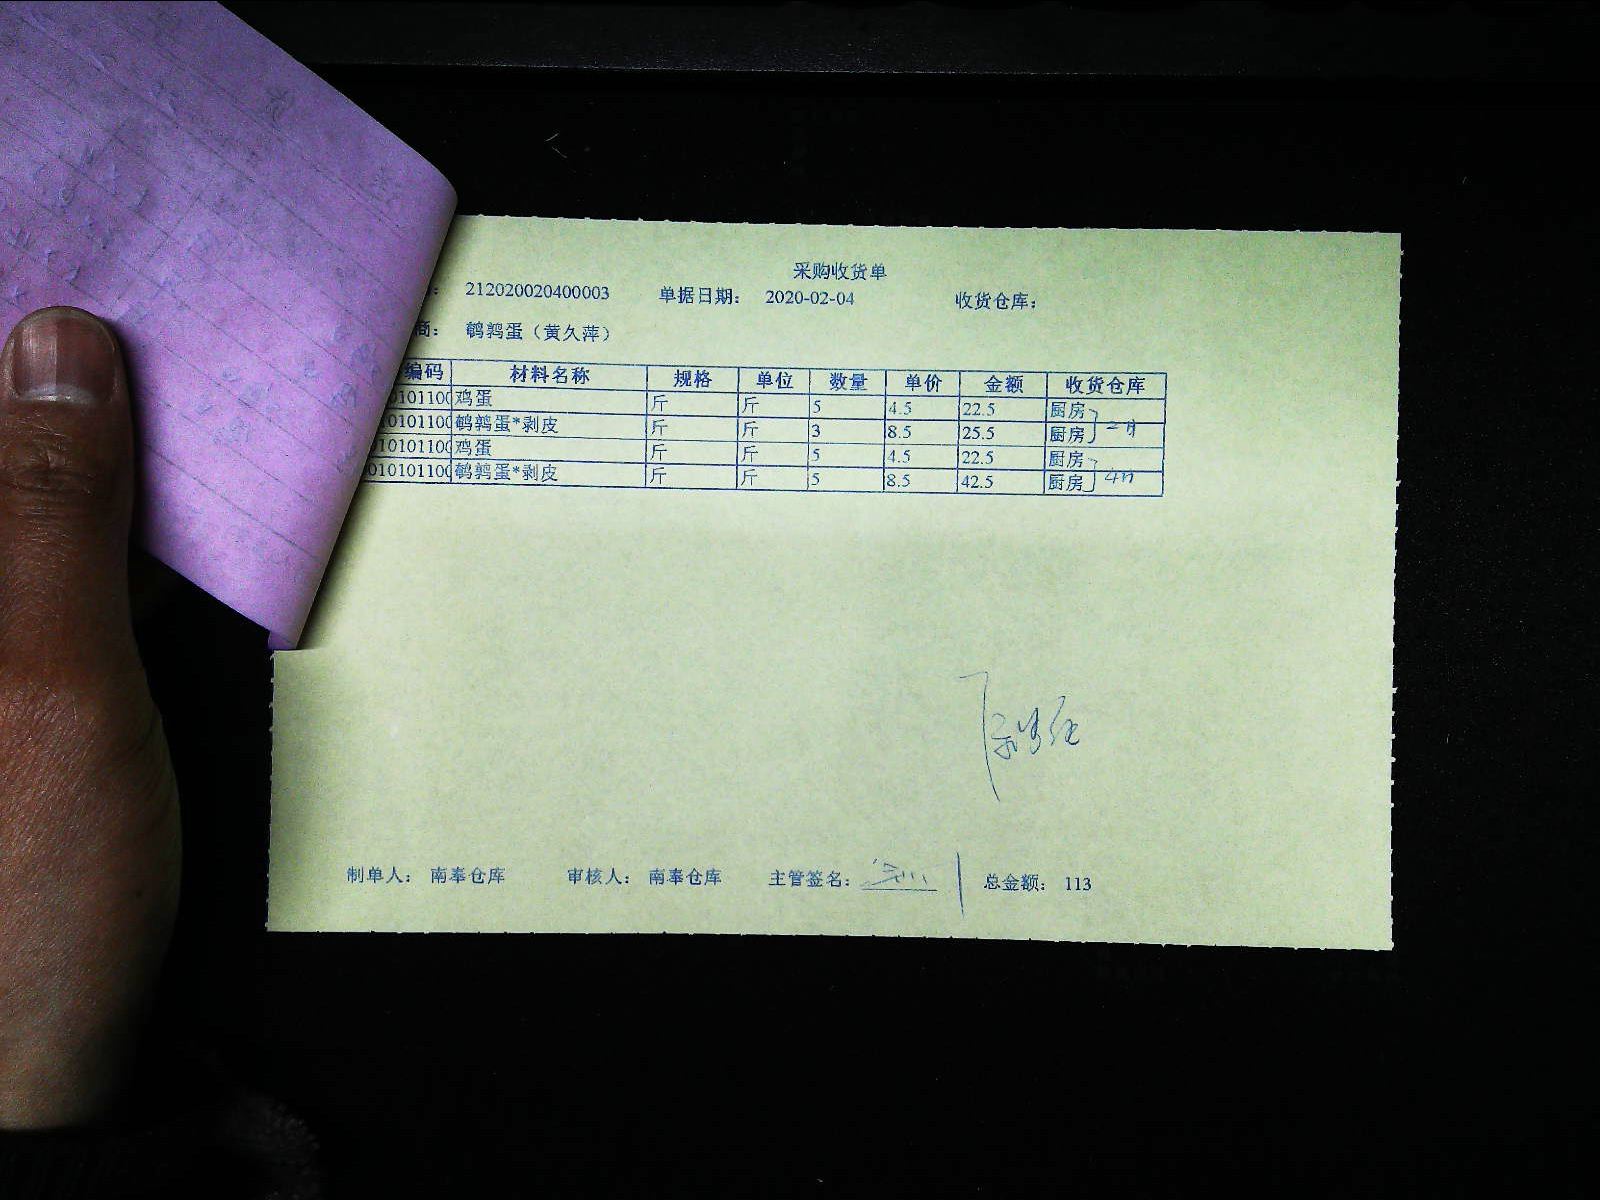 采购收货单
： 212020020400003 单据日期： 2020-02-04 收货仓库：
商： 鹌鹑蛋（黄久萍）
编码 材料名称 规格 单位 数量 单价 金额 收货仓库
0101100 鸡蛋 斤 斤 5 4.5 22.5 厨房
0101100 鹌鹑蛋*剥皮 斤 斤 3 8.5 25.5 厨房
0101100 鸡蛋 斤 斤 5 4.5 22.5 厨房
010101100 鹌鹑蛋*剥皮 斤 斤 5 8.5 42.5 厨房
制单人： 南奉仓库 审核人： 南奉仓库 主管签名： 总金额： 113